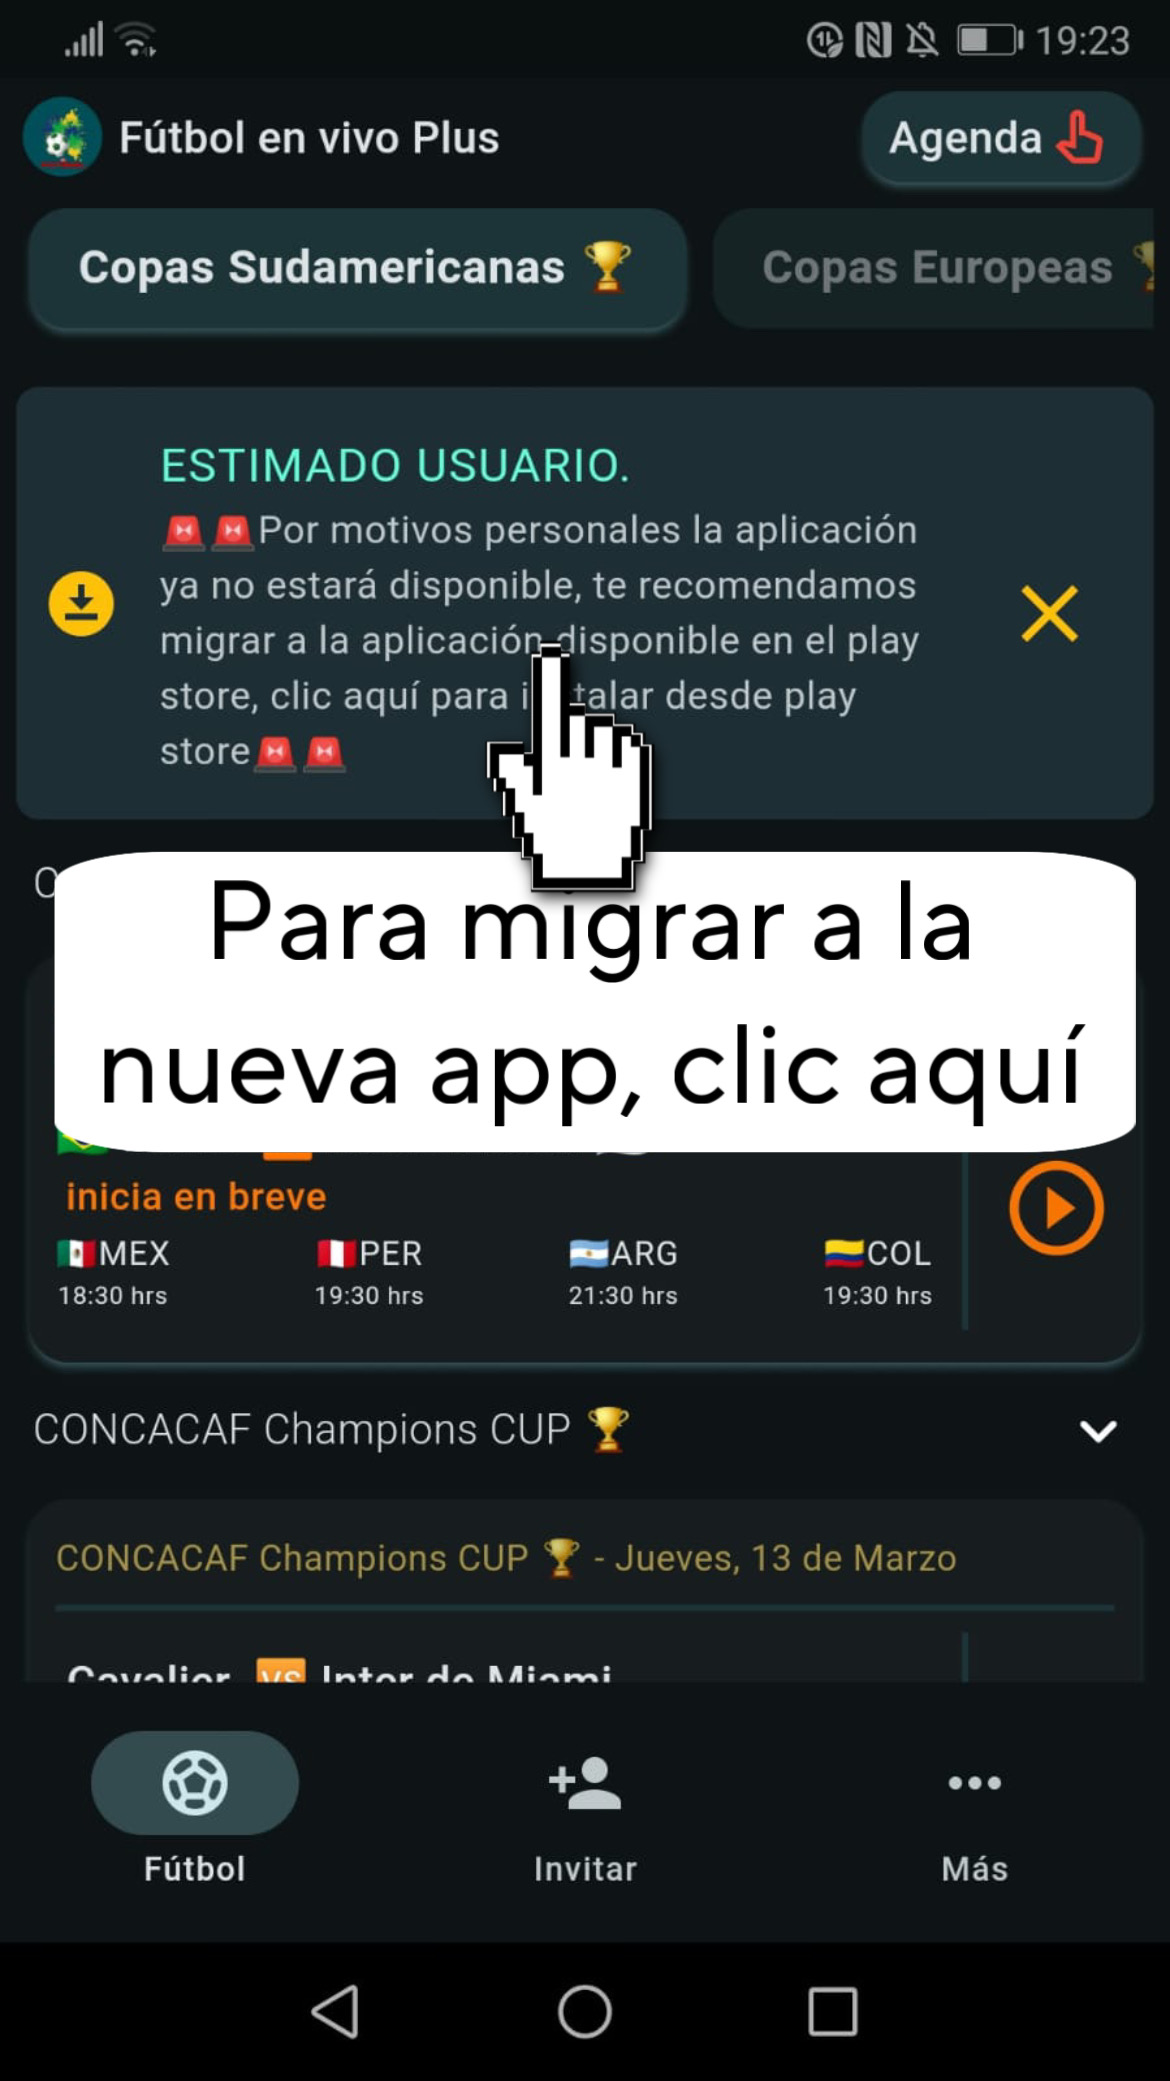 19:23
Fútbol en vivo Plus
Agenda
Copas Sudamericanas 🏆
Copas Europeas 🏆
ESTIMADO USUARIO.
🚨🚨Por motivos personales la aplicación
ya no estará disponible, te recomendamos
migrar a la aplicación disponible en el play
store, clic aquí para instalar desde play
store🚨🚨
Para migrar a la
nueva app, clic aquí
inicia en breve
🇲🇽MEX 🇵🇪PER 🇦🇷ARG 🇨🇴COL
18:30 hrs 19:30 hrs 21:30 hrs 19:30 hrs
CONCACAF Champions CUP 🏆
CONCACAF Champions CUP 🏆 - Jueves, 13 de Marzo
Cavalier 🆚 Inter de Miami
Fútbol Invitar Más